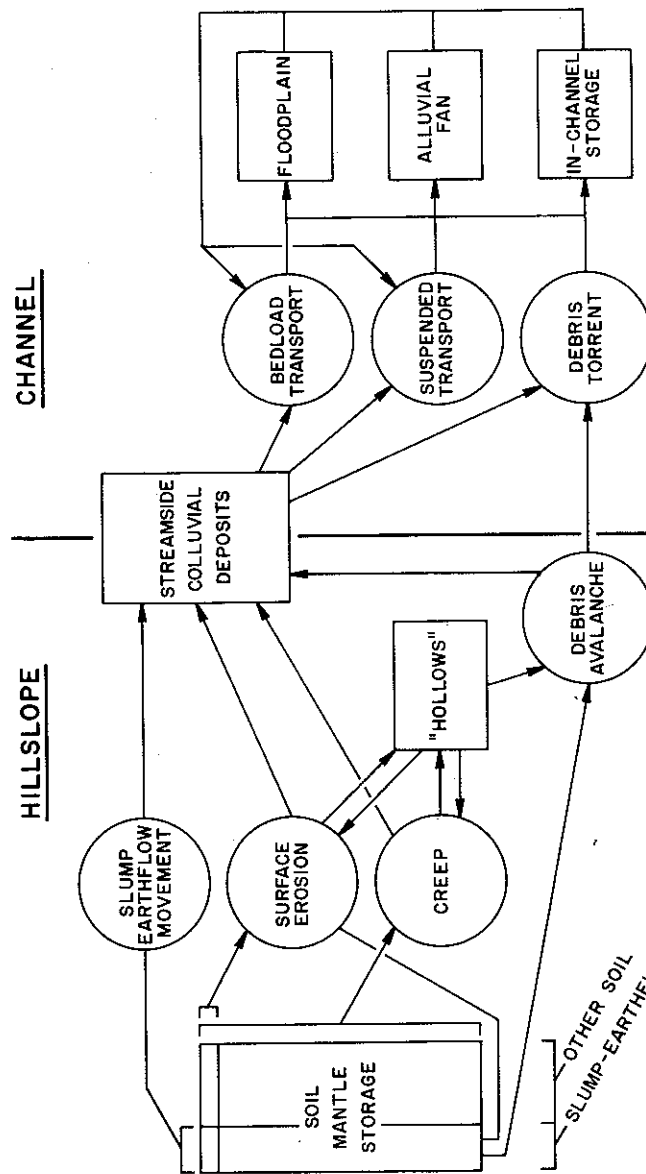 HILLSLOPE
CHANNEL
SLUMP
EARTHFLOW
MOVEMENT
STREAMSIDE
COLLUVIAL
DEPOSITS
BEDLOAD
TRANSPORT
FLOODPLAIN
SURFACE
EROSION
SUSPENDED
TRANSPORT
ALLUVIAL
FAN
SOIL
MANTLE
STORAGE
CREEP
"HOLLOWS"
DEBRIS
AVALANCHE
DEBRIS
TORRENT
IN-CHANNEL
STORAGE
OTHER SOIL